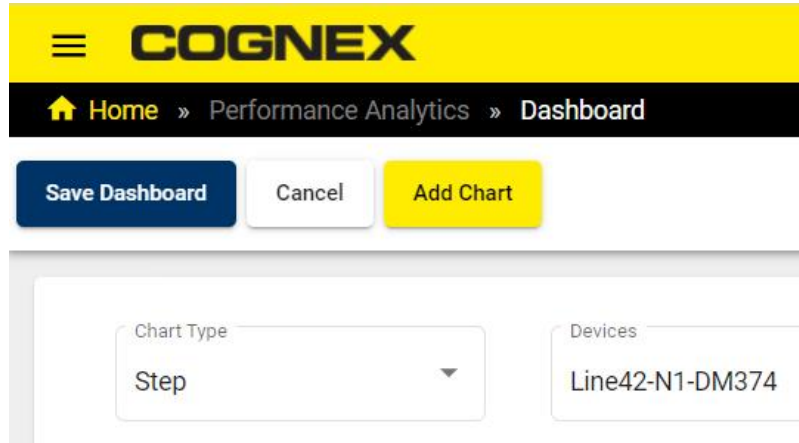 COGNEX
Home » Performance Analytics » Dashboard
Save Dashboard Cancel Add Chart
Chart Type Devices
Step Line42-N1-DM374